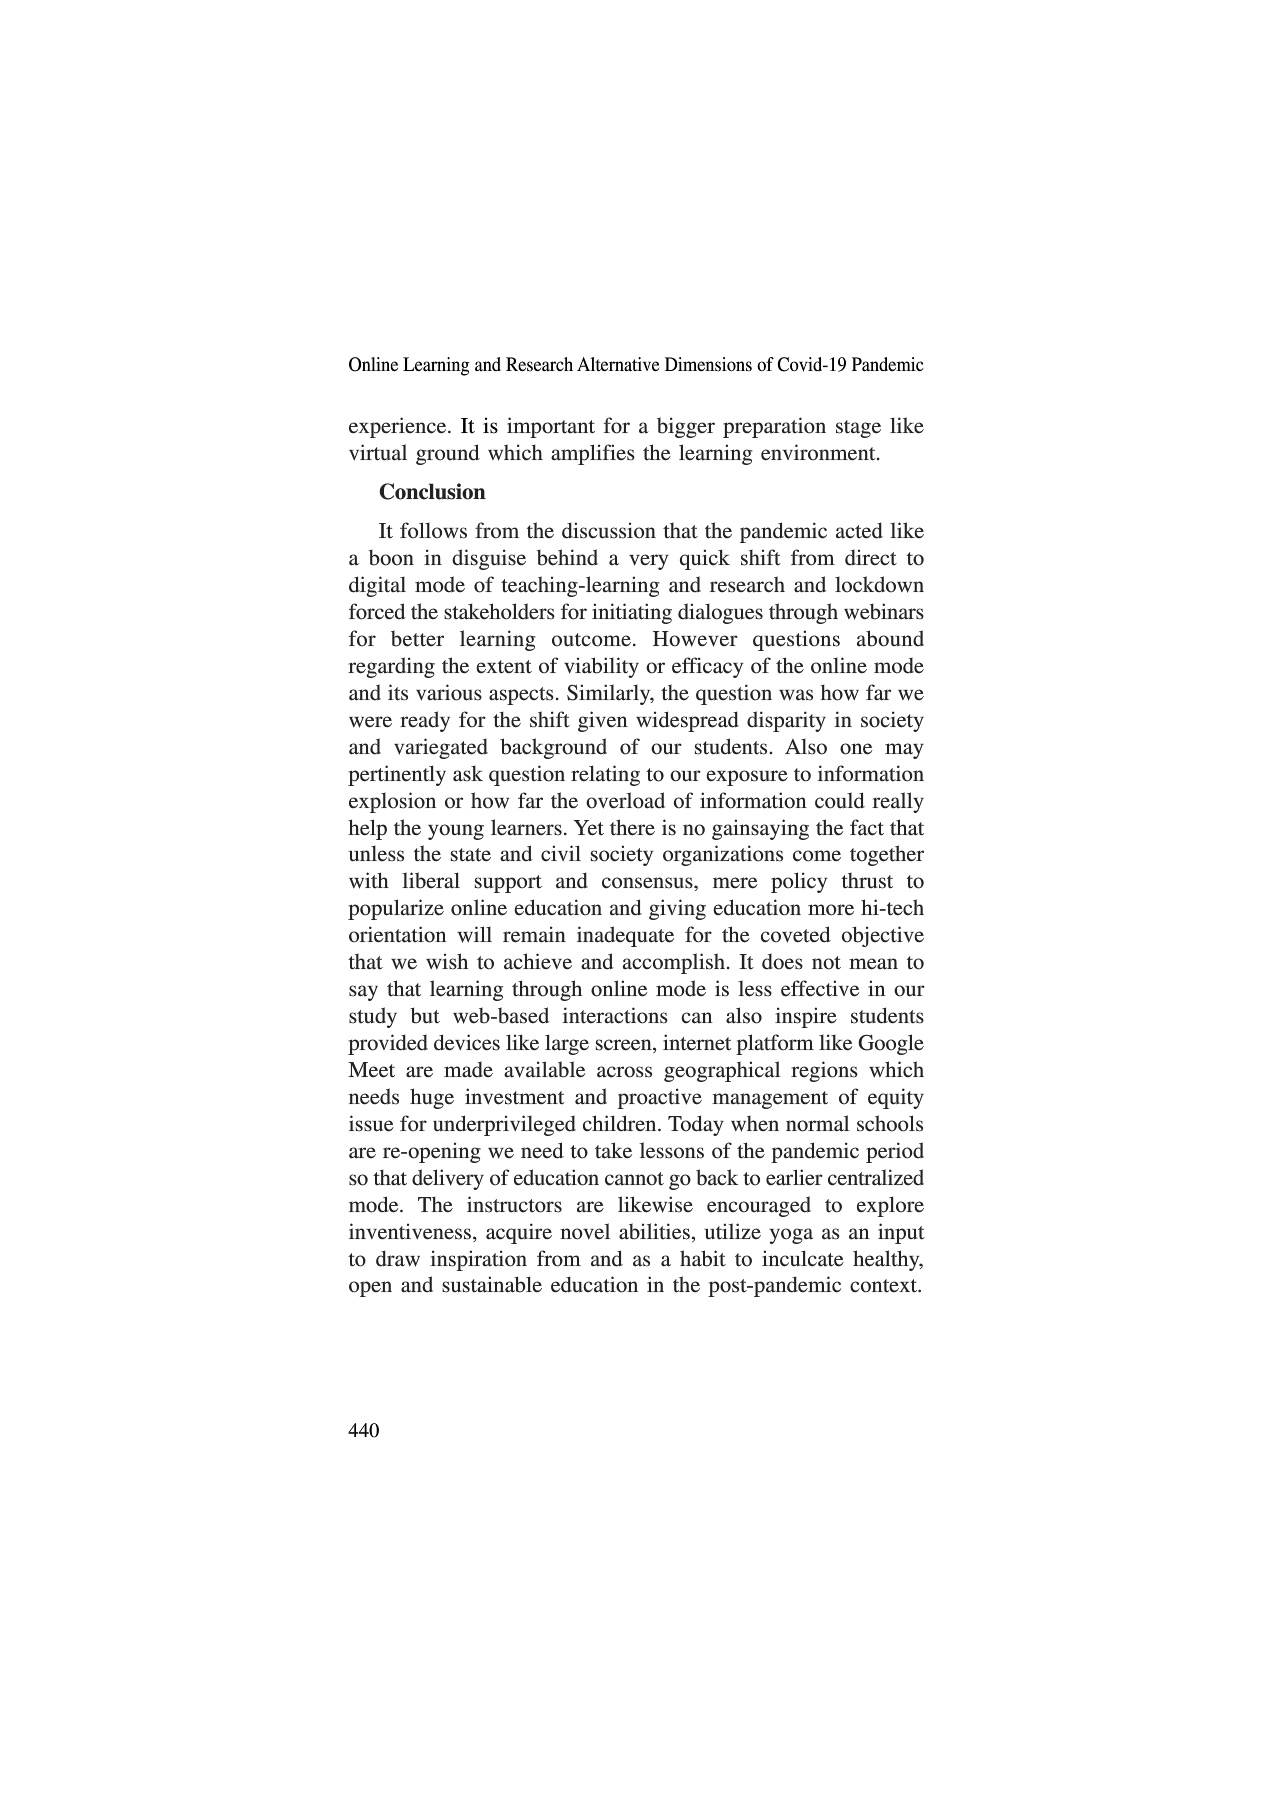 Online Learning and Research Alternative Dimensions of Covid-19 Pandemic
experience. It is important for a bigger preparation stage like
virtual ground which amplifies the learning environment.
Conclusion
It follows from the discussion that the pandemic acted like
a boon in disguise behind a very quick shift from direct to
digital mode of teaching-learning and research and lockdown
forced the stakeholders for initiating dialogues through webinars
for better learning outcome. However questions abound
regarding the extent of viability or efficacy of the online mode
and its various aspects. Similarly, the question was how far we
were ready for the shift given widespread disparity in society
and variegated background of our students. Also one may
pertinently ask question relating to our exposure to information
explosion or how far the overload of information could really
help the young learners. Yet there is no gainsaying the fact that
unless the state and civil society organizations come together
with liberal support and consensus, mere policy thrust to
popularize online education and giving education more hi-tech
orientation will remain inadequate for the coveted objective
that we wish to achieve and accomplish. It does not mean to
say that learning through online mode is less effective in our
study but web-based interactions can also inspire students
provided devices like large screen, internet platform like Google
Meet are made available across geographical regions which
needs huge investment and proactive management of equity
issue for underprivileged children. Today when normal schools
are re-opening we need to take lessons of the pandemic period
so that delivery of education cannot go back to earlier centralized
mode. The instructors are likewise encouraged to explore
inventiveness, acquire novel abilities, utilize yoga as an input
to draw inspiration from and as a habit to inculcate healthy,
open and sustainable education in the post-pandemic context.
440